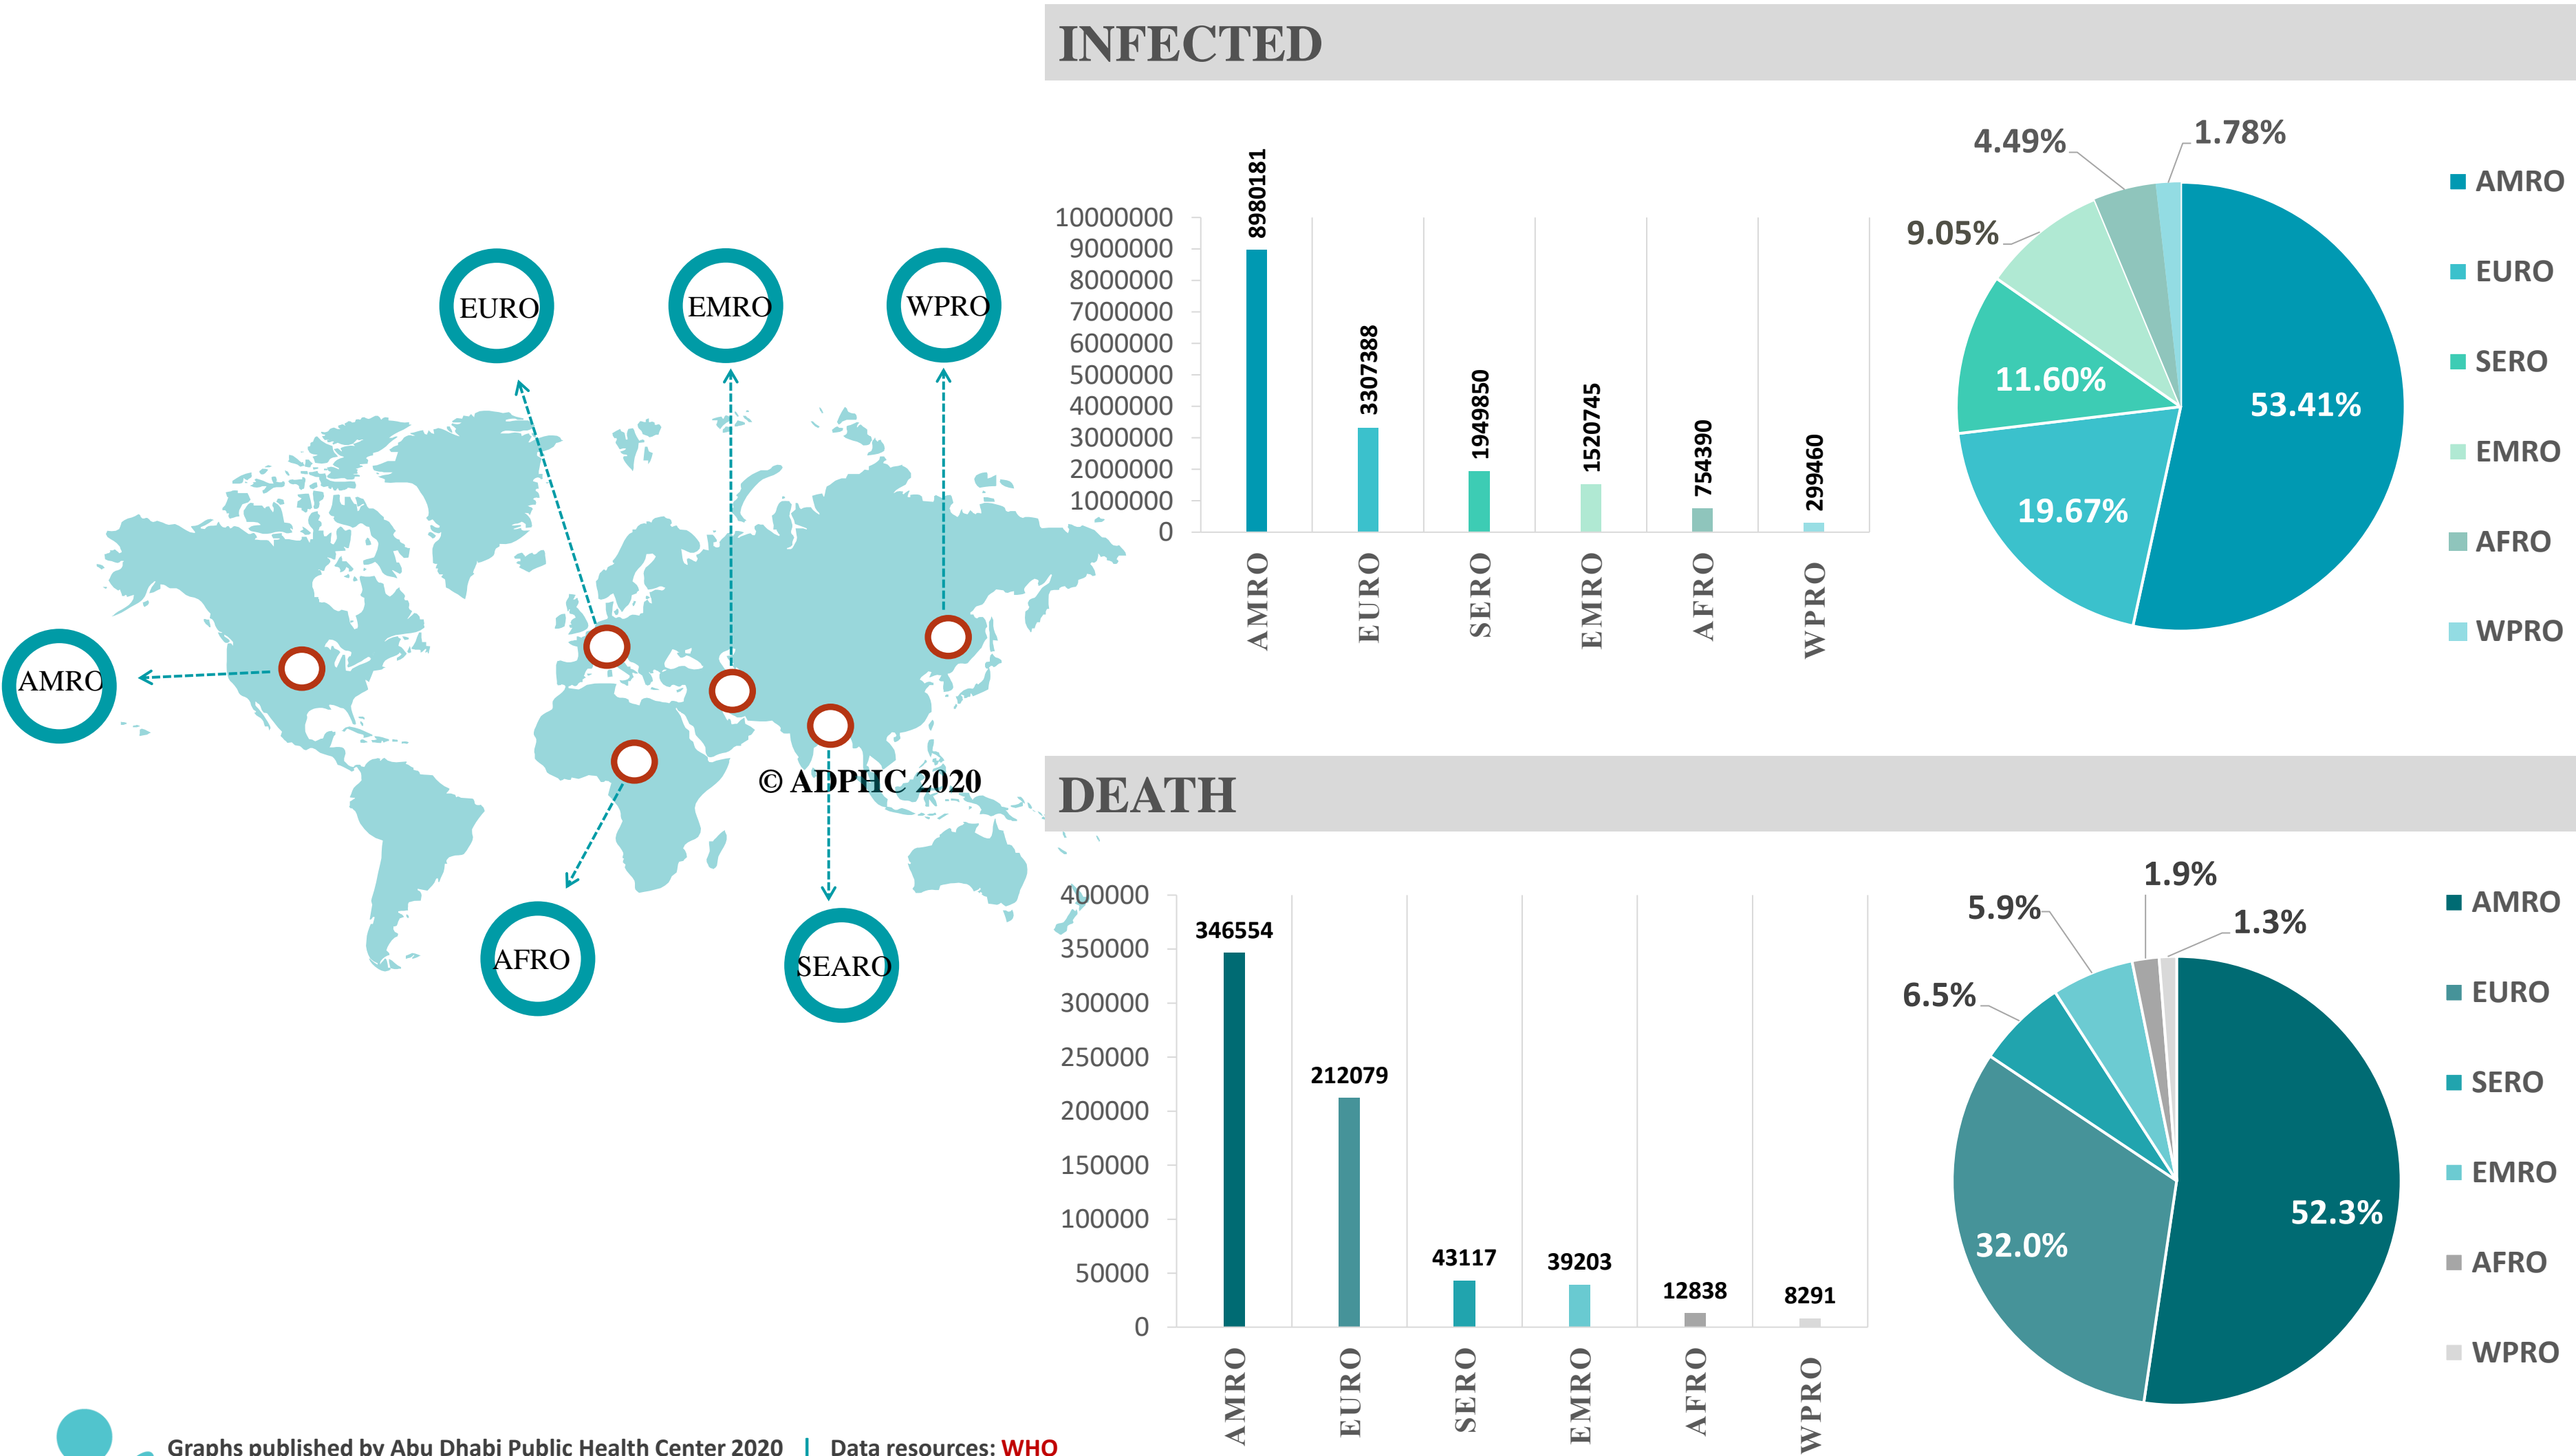 INFECTED
EURO
EMRO
WPRO
AMRO
AFRO
SEARO
© ADPHC 2020
10000000
9000000
8000000
7000000
6000000
5000000
4000000
3000000
2000000
1000000
0
8980181
3307388
1949850
1520745
754390
299460
AMRO
EURO
SERO
EMRO
AFRO
WPRO
4.49%
1.78%
9.05%
11.60%
53.41%
19.67%
AMRO
EURO
SERO
EMRO
AFRO
WPRO
DEATH
400000
350000
300000
250000
200000
150000
100000
50000
0
346554
212079
43117
39203
12838
8291
AMRO
EURO
SERO
EMRO
AFRO
WPRO
1.9%
5.9%
1.3%
6.5%
52.3%
32.0%
AMRO
EURO
SERO
EMRO
AFRO
WPRO
Graphs published by Abu Dhabi Public Health Center 2020 | Data resources: WHO